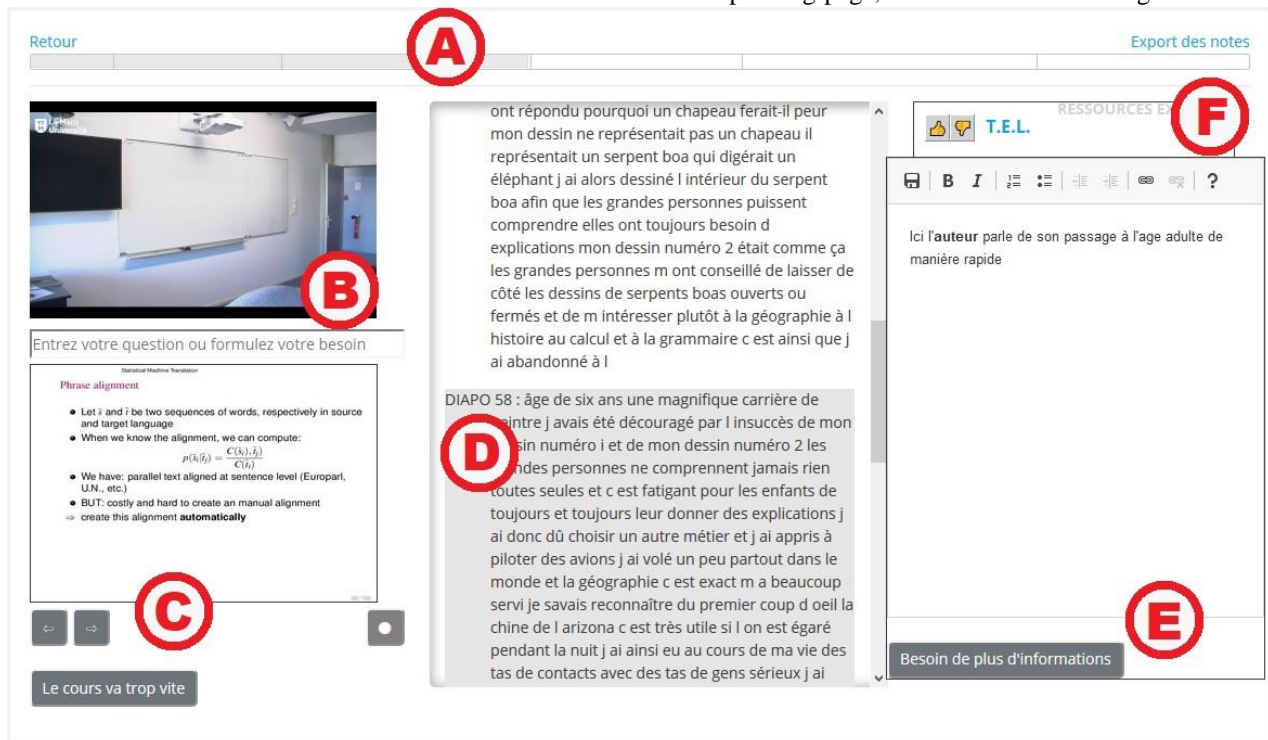 page,
Retour
A
Export des notes
Le Mans
Université
B
Entrez votre question ou formulez votre besoin
Statistical Machine Translation
Phrase alignment
Let s̃ and t̃ be two sequences of words, respectively in source
and target language
When we know the alignment, we can compute:
p(s̃ᵢ|t̃ⱼ) = C(s̃ᵢ), t̃ⱼ) / C(t̃ᵢ)
We have: parallel text aligned at sentence level (Europarl,
U.N., etc.)
BUT: costly and hard to create an manual alignment
⇒ create this alignment automatically
C
⇦ ⇨
Le cours va trop vite
ont répondu pourquoi un chapeau ferait-il peur
mon dessin ne représentait pas un chapeau il
représentait un serpent boa qui digérait un
éléphant j ai alors dessiné l intérieur du serpent
boa afin que les grandes personnes puissent
comprendre elles ont toujours besoin d
explications mon dessin numéro 2 était comme ça
les grandes personnes m ont conseillé de laisser de
côté les dessins de serpents boas ouverts ou
fermés et de m intéresser plutôt à la géographie à l
histoire au calcul et à la grammaire c est ainsi que j
ai abandonné à l
DIAPO 58 : âge de six ans une magnifique carrière de
eintre j avais été découragé par l insuccès de mon
sin numéro i et de mon dessin numéro 2 les
ndes personnes ne comprennent jamais rien
toutes seules et c est fatigant pour les enfants de
toujours et toujours leur donner des explications j
ai donc dû choisir un autre métier et j ai appris à
piloter des avions j ai volé un peu partout dans le
monde et la géographie c est exact m a beaucoup
servi je savais reconnaître du premier coup d oeil la
chine de l arizona c est très utile si l on est égaré
pendant la nuit j ai ainsi eu au cours de ma vie des
tas de contacts avec des tas de gens sérieux j ai
D
RESSOURCES EX
F
T.E.L.
B I ?
Ici l'auteur parle de son passage à l'age adulte de
manière rapide
E
Besoin de plus d'informations